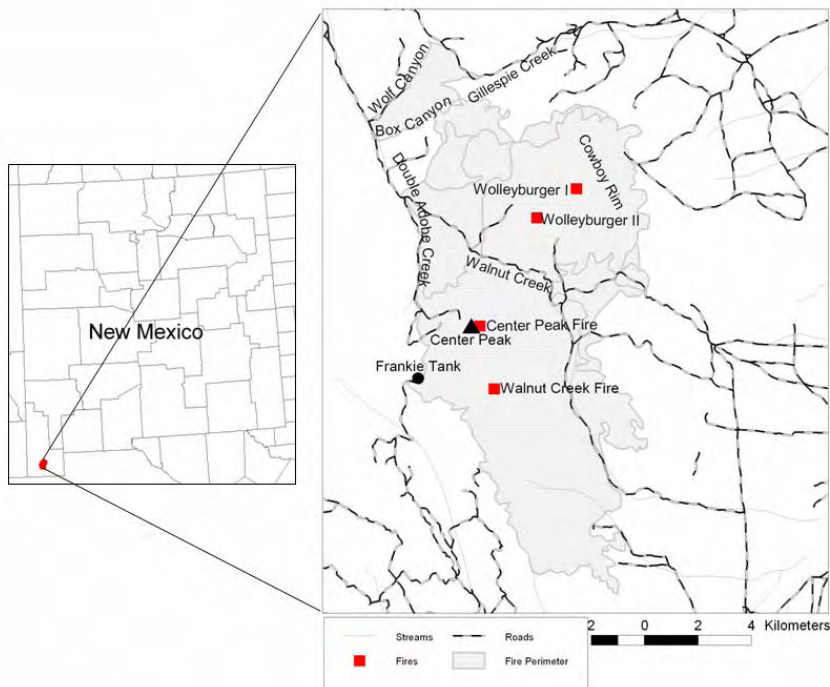 New Mexico
Wolf Canyon
Gillespie Creek
Box Canyon
Double Adobe Creek
Cowboy Rim
Wolleyburger I
Wolleyburger II
Walnut Creek
Center Peak Fire
Center Peak
Frankie Tank
Walnut Creek Fire
Streams
Roads
Fires
Fire Perimeter
2 0 2 4 Kilometers